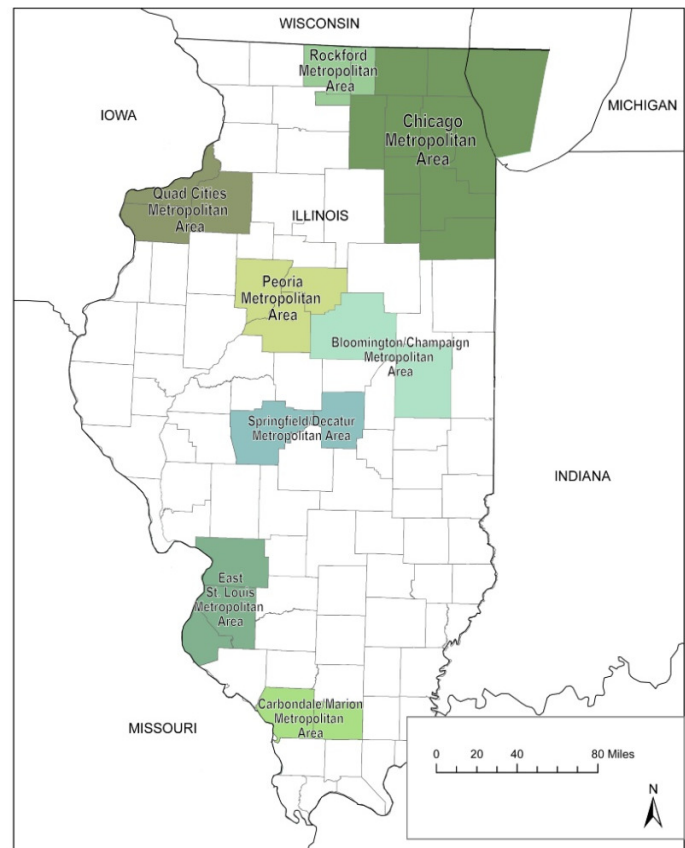 WISCONSIN
Rockford
Metropolitan
Area
IOWA
MICHIGAN
Chicago
Metropolitan
Area
Quad Cities
Metropolitan
Area
ILLINOIS
Peoria
Metropolitan
Area
Bloomington/Champaign
Metropolitan
Area
Springfield/Decatur
Metropolitan Area
INDIANA
East
St. Louis
Metropolitan
Area
Carbondale/Marion
Metropolitan
Area
MISSOURI
0 20 40 80 Miles
N